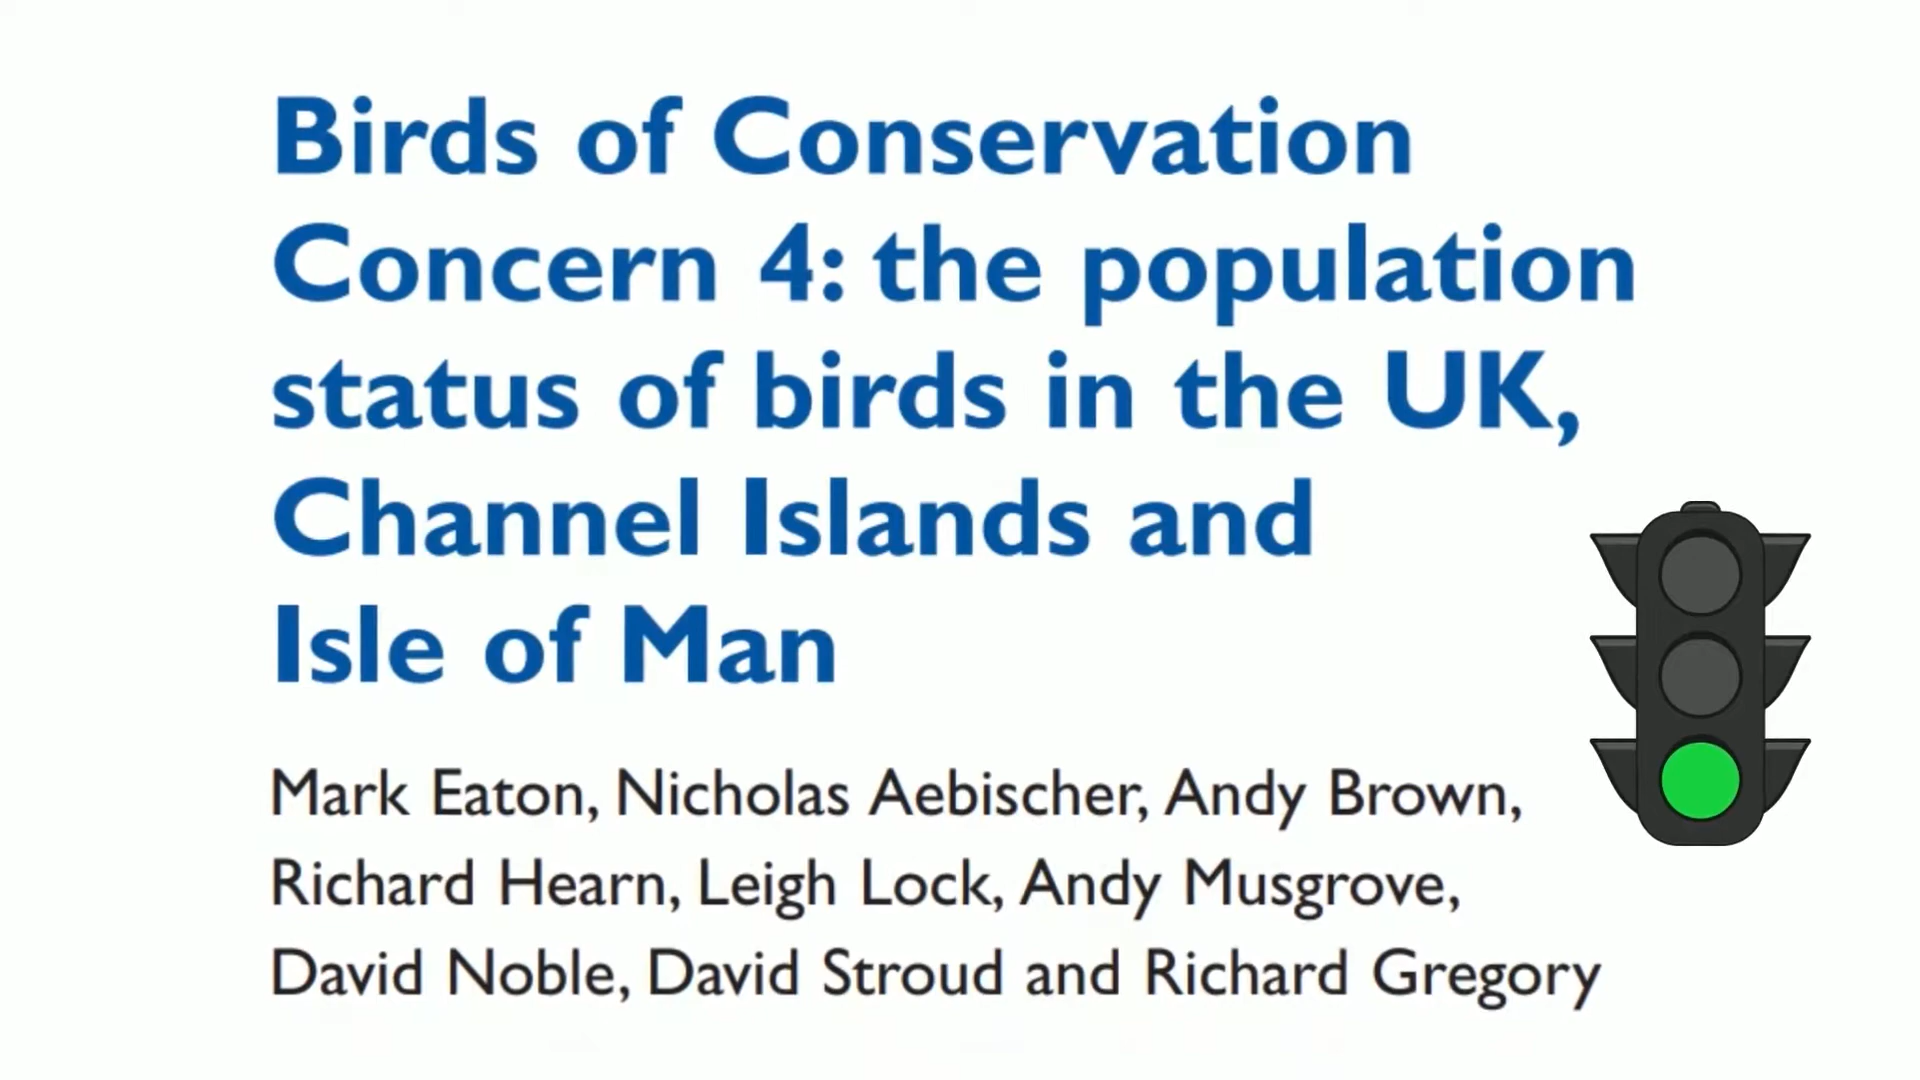 Birds of Conservation
Concern 4: the population
status of birds in the UK,
Channel Islands and
Isle of Man
Mark Eaton, Nicholas Aebischer, Andy Brown,
Richard Hearn, Leigh Lock, Andy Musgrove,
David Noble, David Stroud and Richard Gregory